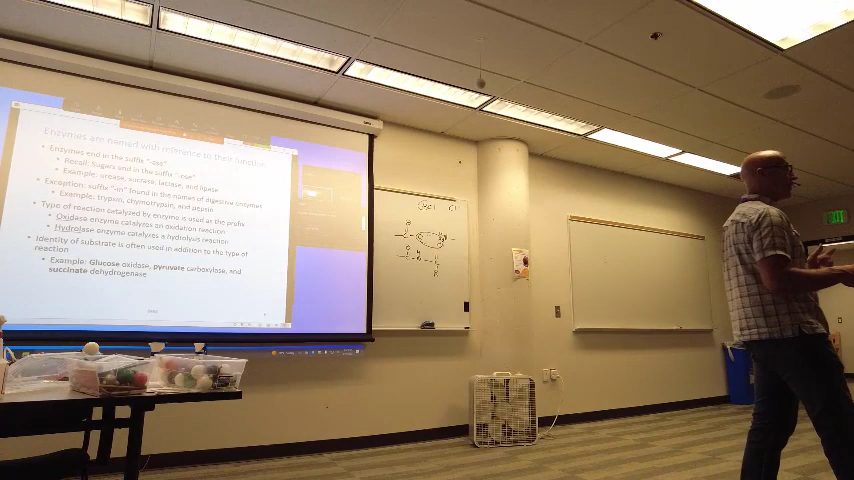 Enzymes are named with reference to their function
• Enzymes end in the suffix "-ase"
• Recall: Sugars end in the suffix "-ose"
• Example: urease, sucrase, lactase, and lipase
• Exception: suffix "-in" found in the names of digestive enzymes
• Example: trypsin, chymotrypsin, and pepsin
• Type of reaction catalyzed by enzyme is used as the prefix
• Oxidase enzyme catalyzes an oxidation reaction
• Hydrolase enzyme catalyzes a hydrolysis reaction
• Identity of substrate is often used in addition to the type of
reaction
• Example: Glucose oxidase, pyruvate carboxylase, and
succinate dehydrogenase
EXIT